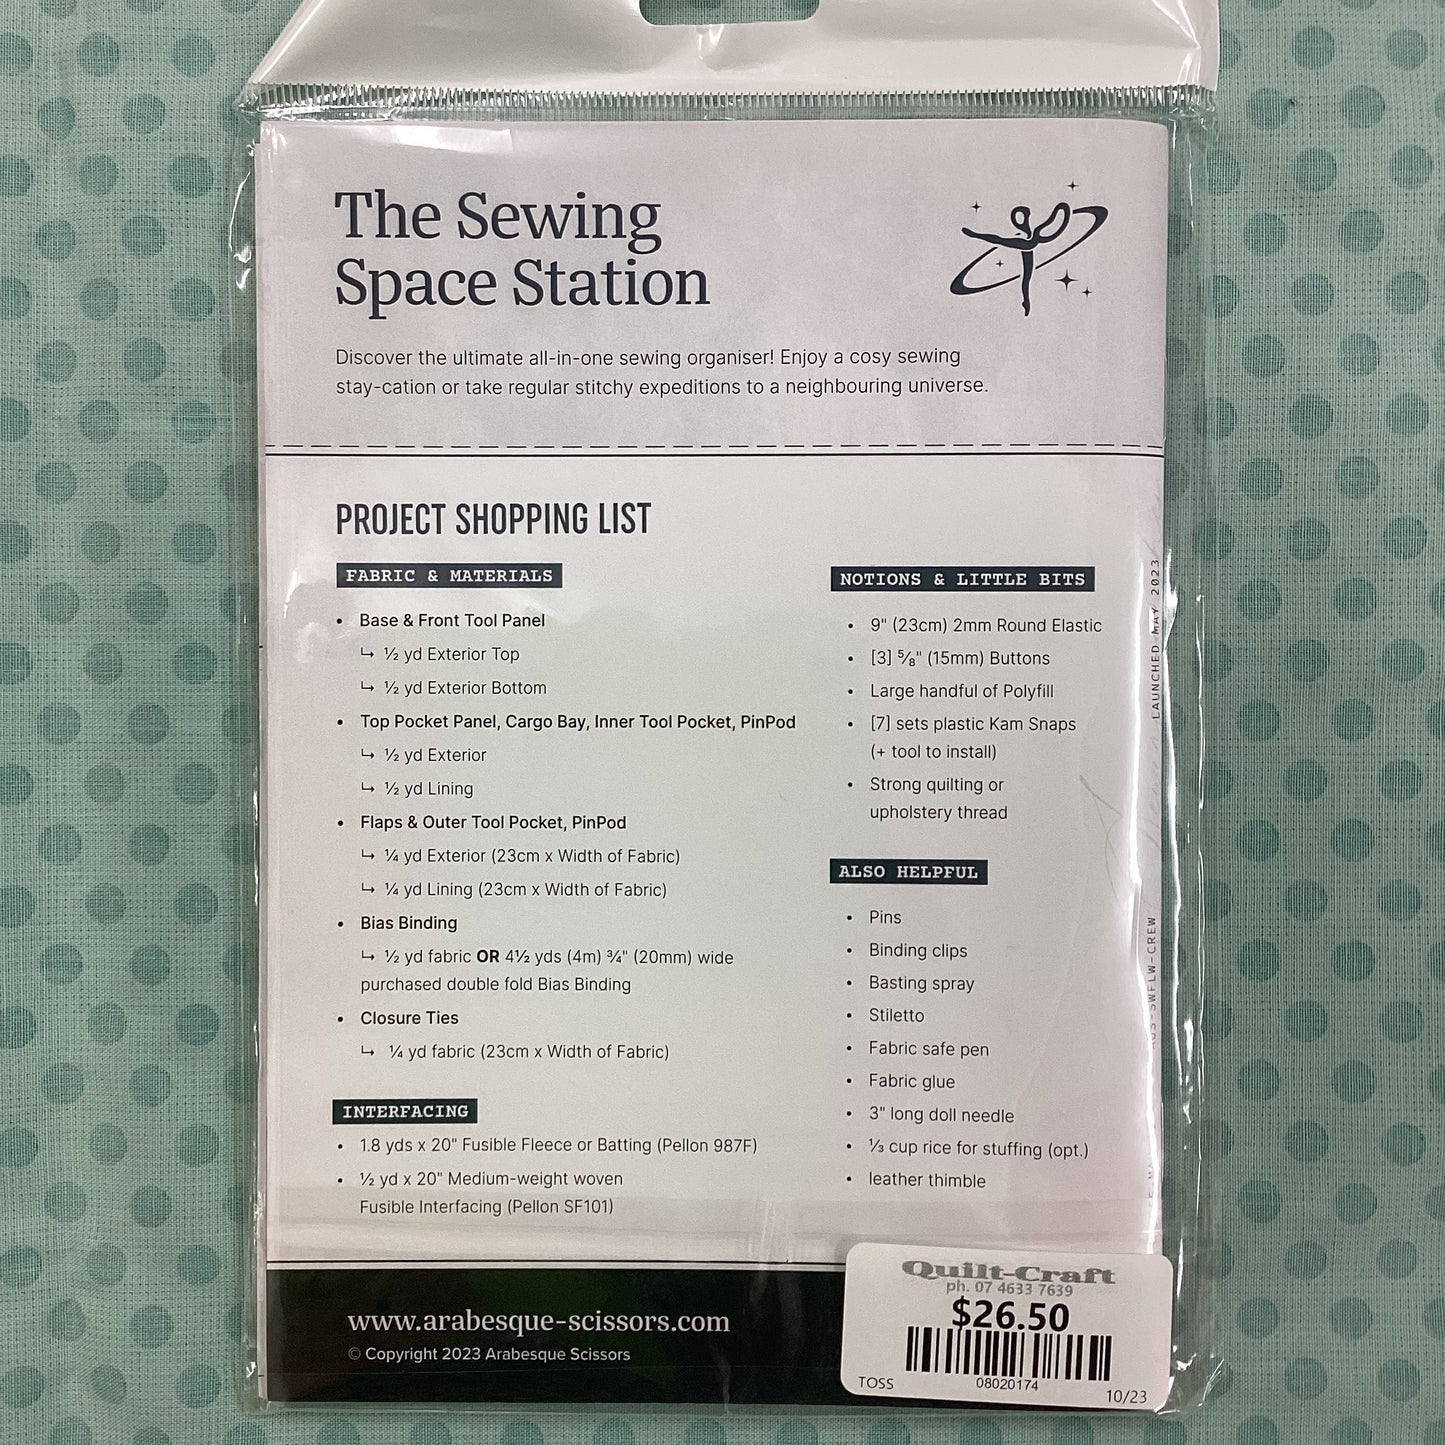 The Sewing
Space Station
Discover the ultimate all-in-one sewing organiser! Enjoy a cosy sewing
stay-cation or take regular stitchy expeditions to a neighbouring universe.
PROJECT SHOPPING LIST
FABRIC & MATERIALS
• Base & Front Tool Panel
↳ ½ yd Exterior Top
↳ ½ yd Exterior Bottom
• Top Pocket Panel, Cargo Bay, Inner Tool Pocket, PinPod
↳ ½ yd Exterior
↳ ½ yd Lining
• Flaps & Outer Tool Pocket, PinPod
↳ ¼ yd Exterior (23cm x Width of Fabric)
↳ ¼ yd Lining (23cm x Width of Fabric)
• Bias Binding
↳ ½ yd fabric OR 4½ yds (4m) ¾" (20mm) wide
purchased double fold Bias Binding
• Closure Ties
↳ ¼ yd fabric (23cm x Width of Fabric)
INTERFACING
• 1.8 yds x 20" Fusible Fleece or Batting (Pellon 987F)
• ½ yd x 20" Medium-weight woven
Fusible Interfacing (Pellon SF101)
NOTIONS & LITTLE BITS
• 9" (23cm) 2mm Round Elastic
• [3] ⅝" (15mm) Buttons
• Large handful of Polyfill
• [7] sets plastic Kam Snaps
(+ tool to install)
• Strong quilting or
upholstery thread
ALSO HELPFUL
• Pins
• Binding clips
• Basting spray
• Stiletto
• Fabric safe pen
• Fabric glue
• 3" long doll needle
• ⅓ cup rice for stuffing (opt.)
• leather thimble
LAUNCHED MAY 2023
www.arabesque-scissors.com
© Copyright 2023 Arabesque Scissors
Quilt-Craft
ph. 07 4633 7639
$26.50
TOSS
08020174
10/23